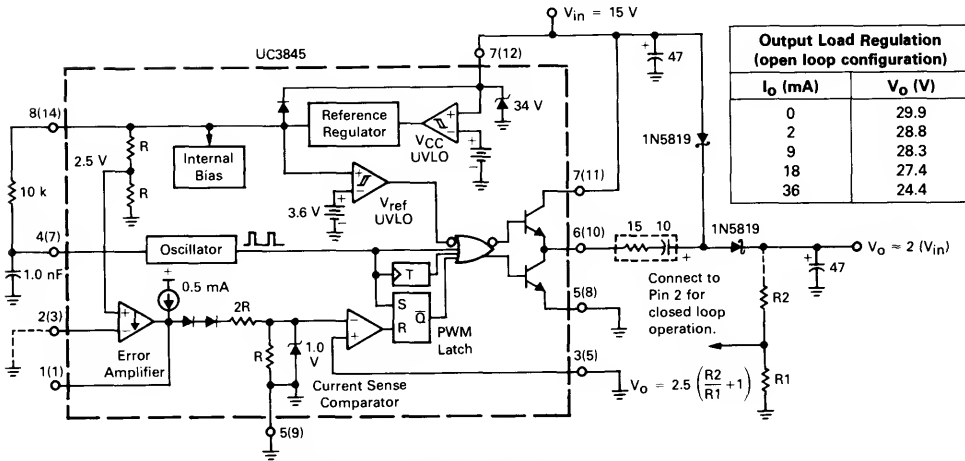 V_in = 15 V
UC3845
7(12)
+
47
Output Load Regulation
(open loop configuration)
I_O (mA) V_O (V)
0 29.9
2 28.8
9 28.3
18 27.4
36 24.4
34 V
8(14)
Reference
Regulator
+
-
V_CC
UVLO
+
-
1N5819
R
2.5 V
Internal
Bias
R
+
-
3.6 V
+
-
V_ref
UVLO
7(11)
10 k
4(7)
Oscillator
6(10)
15 10
+
1N5819
V_O ≈ 2 (V_in)
+
47
1.0 nF
+
0.5 mA
T
Connect to
Pin 2 for
closed loop
operation.
R2
2(3)
+
-
2R
S
R
Q̅
5(8)
-
+
PWM
Latch
R
1.0
V
Error
Amplifier
1(1)
Current Sense
Comparator
3(5)
V_O = 2.5 (R2/R1 + 1)
R1
5(9)